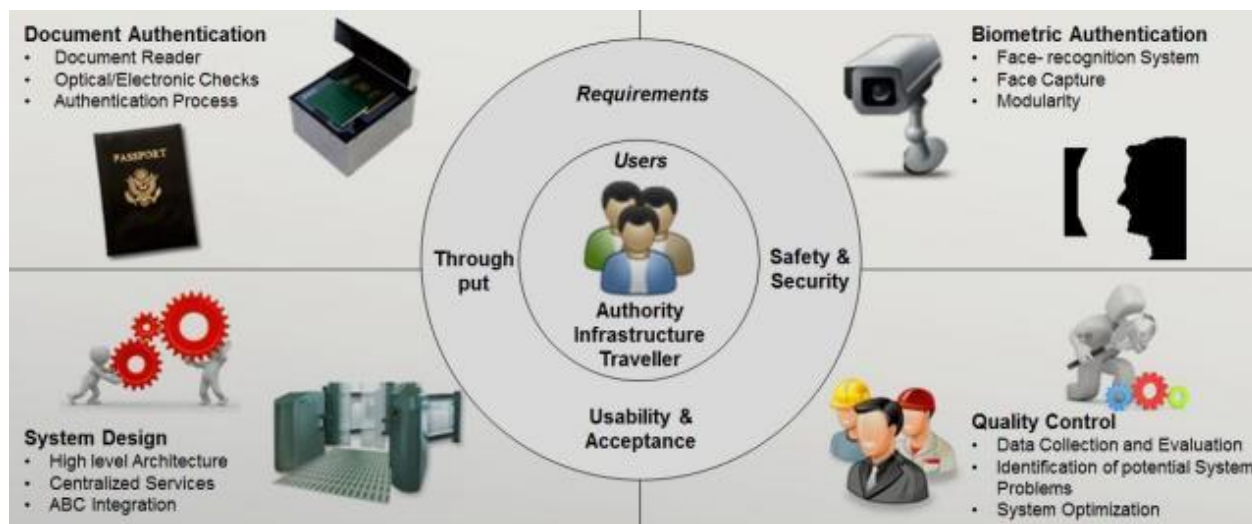 Document Authentication
• Document Reader
• Optical/Electronic Checks
• Authentication Process
PASSPORT
Requirements
Users
Through
put
Authority
Infrastructure
Traveller
Safety &
Security
Usability &
Acceptance
Biometric Authentication
• Face- recognition System
• Face Capture
• Modularity
System Design
• High level Architecture
• Centralized Services
• ABC Integration
Quality Control
• Data Collection and Evaluation
• Identification of potential System
Problems
• System Optimization